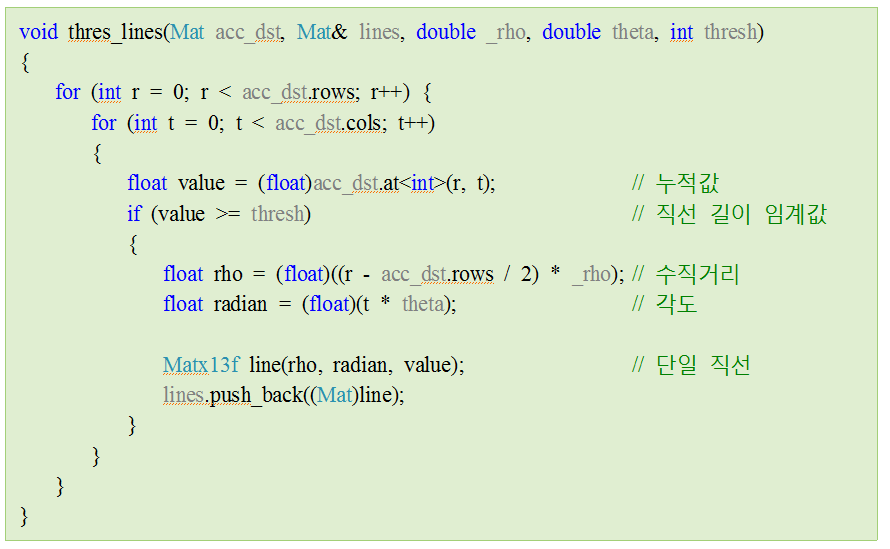 void thres_lines(Mat acc_dst, Mat& lines, double _rho, double theta, int thresh)
{
for (int r = 0; r < acc_dst.rows; r++) {
for (int t = 0; t < acc_dst.cols; t++)
{
float value = (float)acc_dst.at<int>(r, t); // 누적값
if (value >= thresh) // 직선 길이 임계값
{
float rho = (float)((r - acc_dst.rows / 2) * _rho); // 수직거리
float radian = (float)(t * theta); // 각도
Matx13f line(rho, radian, value); // 단일 직선
lines.push_back((Mat)line);
}
}
}
}